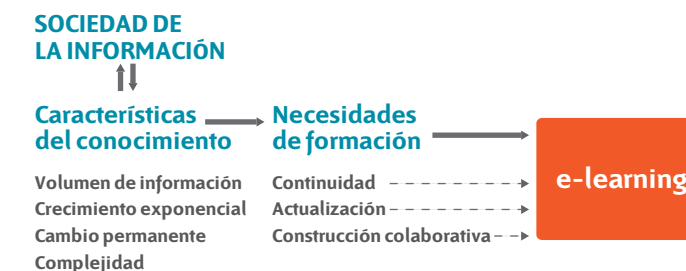 SOCIEDAD DE
LA INFORMACIÓN
Características
del conocimiento
Volumen de información
Crecimiento exponencial
Cambio permanente
Complejidad
Necesidades
de formación
Continuidad
Actualización
Construcción colaborativa
e-learning